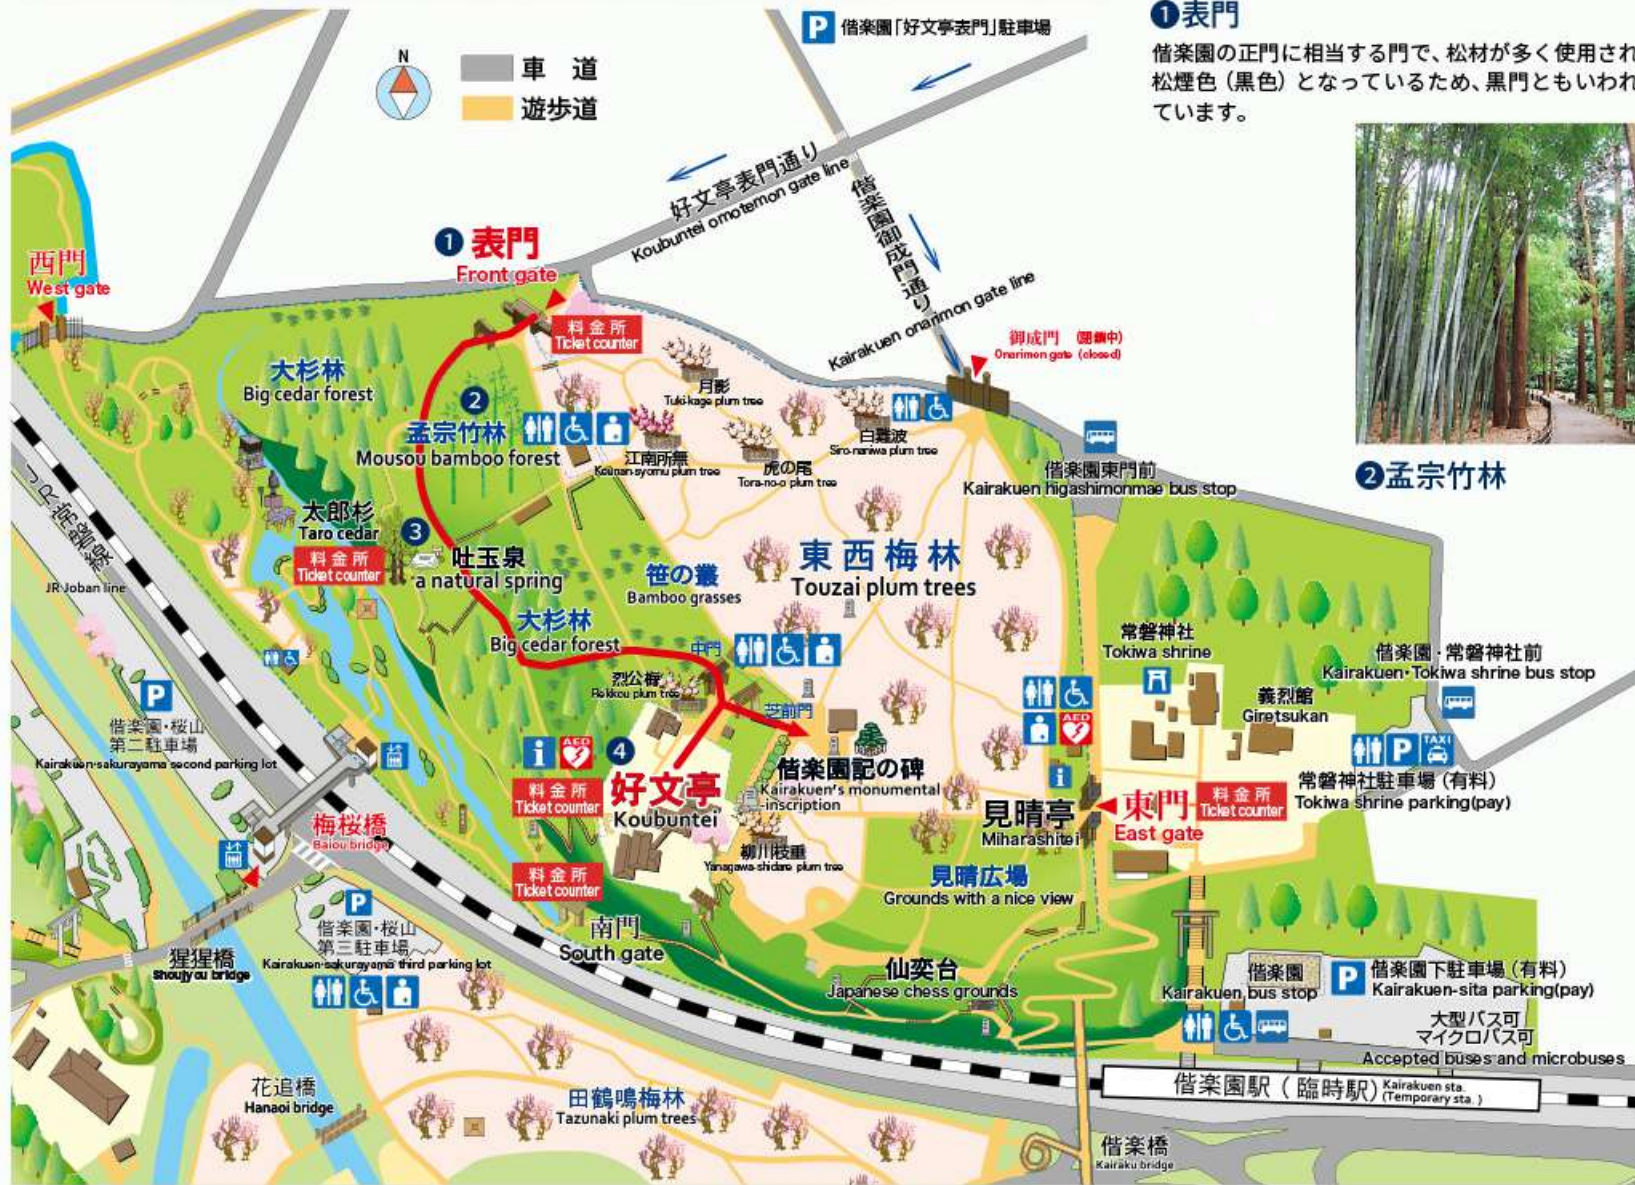 P 偕楽園「好文亭表門」駐車場
N
車 道
遊歩道
❶表門
偕楽園の正門に相当する門で、松材が多く使用され
松煙色（黒色）となっているため、黒門ともいわれ
ています。
❷孟宗竹林
好文亭表門通り
Koubuntei omotemon gate line
偕楽園御成門通り
Kairakuen onarimon gate line
❶ 表門
Front gate
料金所
Ticket counter
西門
West gate
御成門 (閉鎖中)
Onarimon gate (closed)
大杉林
Big cedar forest
❷
孟宗竹林
Mousou bamboo forest
月影
Tuki-kage plum tree
江南所無
Kounan-syomu plum tree
虎の尾
Tora-no-o plum tree
白難波
Siro-naniwa plum tree
偕楽園東門前
Kairakuen higashimonmae bus stop
太郎杉
Taro cedar
料金所
Ticket counter
❸
吐玉泉
a natural spring
笹の叢
Bamboo grasses
東西梅林
Touzai plum trees
大杉林
Big cedar forest
中門
烈公梅
Rekkou plum tree
芝前門
JR常磐線
JR Joban line
常磐神社
Tokiwa shrine
義烈館
Giretsukan
偕楽園・常磐神社前
Kairakuen・Tokiwa shrine bus stop
P
TAXI
常磐神社駐車場（有料）
Tokiwa shrine parking(pay)
AED
i
P
偕楽園・桜山
第二駐車場
Kairakuen-sakurayama second parking lot
i
AED
❹
好文亭
Koubuntei
料金所
Ticket counter
偕楽園記の碑
Kairakuen's monumental
-inscription
見晴亭
Miharashitei
東門
East gate
料金所
Ticket counter
梅桜橋
Baiou bridge
料金所
Ticket counter
柳川枝垂
Yanagawa-shidare plum tree
見晴広場
Grounds with a nice view
P
偕楽園・桜山
第三駐車場
Kairakuen-sakurayama third parking lot
南門
South gate
猩猩橋
Shoujyou bridge
仙奕台
Japanese chess grounds
偕楽園
Kairakuen bus stop
P
偕楽園下駐車場（有料）
Kairakuen-sita parking(pay)
大型バス可
マイクロバス可
Accepted buses and microbuses
偕楽園駅（臨時駅）
Kairakuen sta.
(Temporary sta.)
花追橋
Hanaoi bridge
田鶴鳴梅林
Tazunaki plum trees
偕楽橋
Kairaku bridge